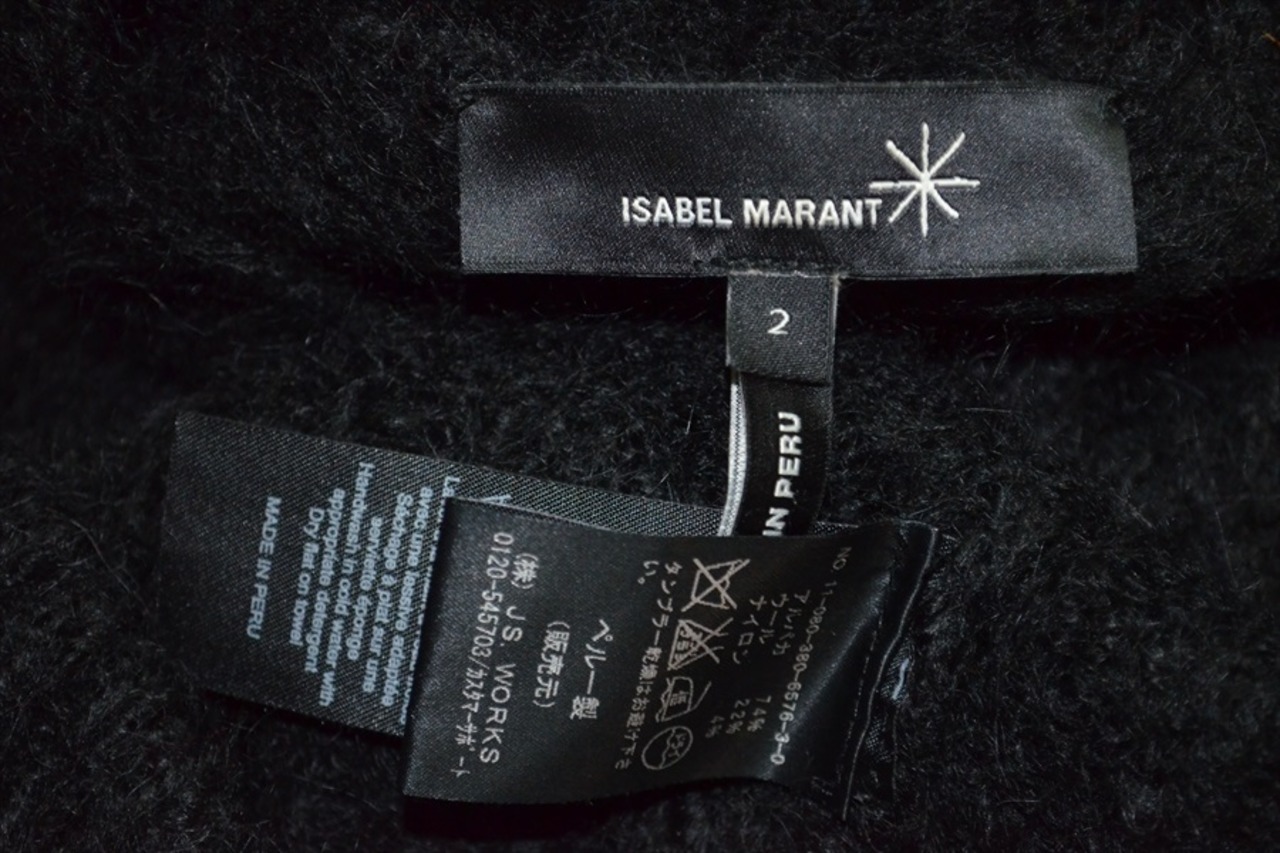 ISABEL MARANT
2
IN PERU
avec une lessive adaptée
Séchage à plat sur une
serviette éponge
Handwash in cold water with
appropriate detergent
Dry flat on towel
MADE IN PERU
NO 11-080-380-6576-3-0
アルパカ 74%
ウール 22%
ナイロン 4%
タンブラー乾燥はお避け下さ
い。
ペルー製
(販売元)
(株) J.S. WORKS
0120-545703/カスタマーサポート